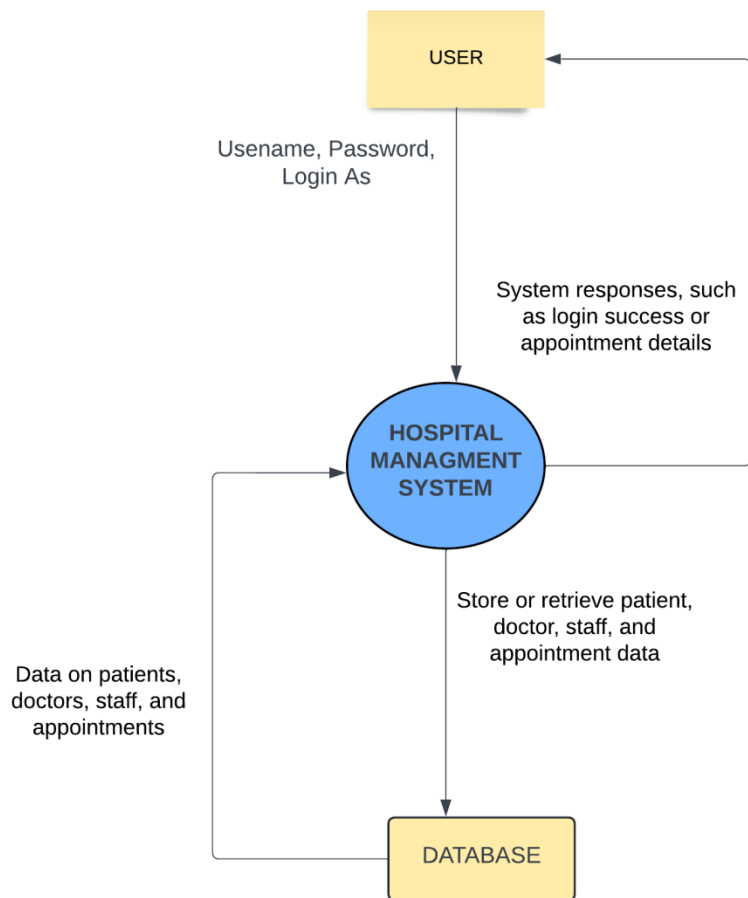 USER
Usename, Password,
Login As
System responses, such
as login success or
appointment details
HOSPITAL
MANAGMENT
SYSTEM
Store or retrieve patient,
doctor, staff, and
appointment data
Data on patients,
doctors, staff, and
appointments
DATABASE